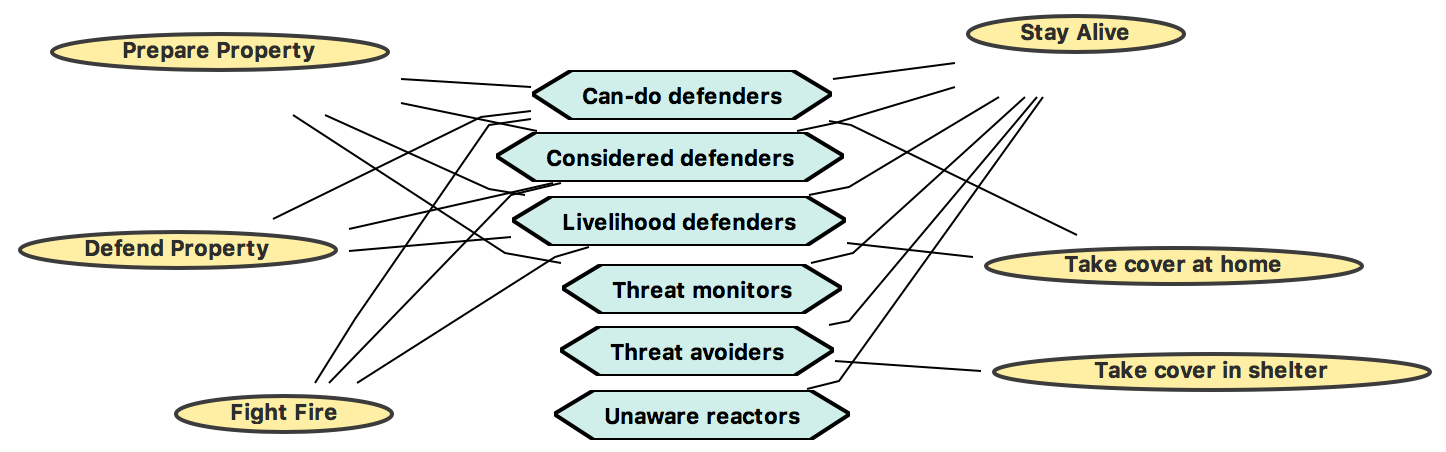 Prepare Property
Stay Alive
Can-do defenders
Considered defenders
Livelihood defenders
Defend Property
Take cover at home
Threat monitors
Threat avoiders
Take cover in shelter
Fight Fire
Unaware reactors